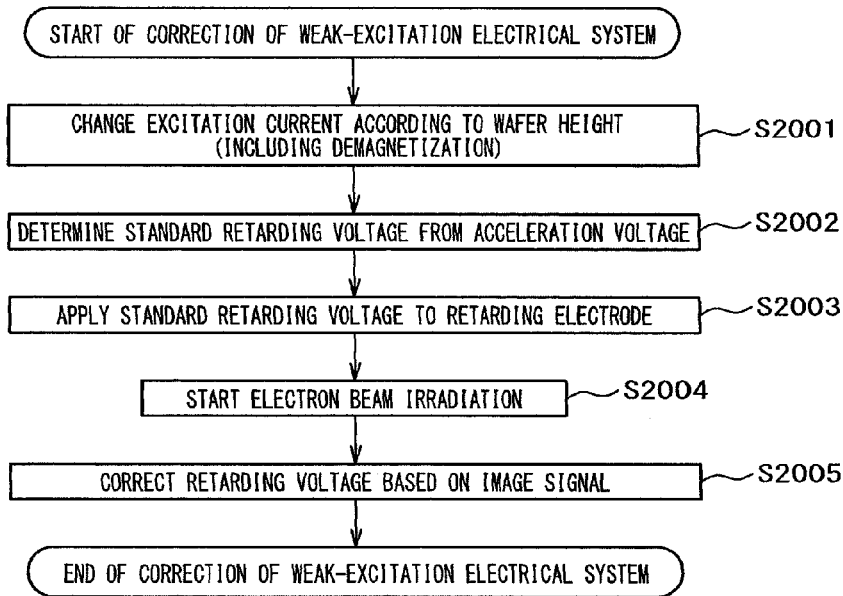 START OF CORRECTION OF WEAK-EXCITATION ELECTRICAL SYSTEM
CHANGE EXCITATION CURRENT ACCORDING TO WAFER HEIGHT
(INCLUDING DEMAGNETIZATION)
S2001
DETERMINE STANDARD RETARDING VOLTAGE FROM ACCELERATION VOLTAGE
S2002
APPLY STANDARD RETARDING VOLTAGE TO RETARDING ELECTRODE
S2003
START ELECTRON BEAM IRRADIATION
S2004
CORRECT RETARDING VOLTAGE BASED ON IMAGE SIGNAL
S2005
END OF CORRECTION OF WEAK-EXCITATION ELECTRICAL SYSTEM